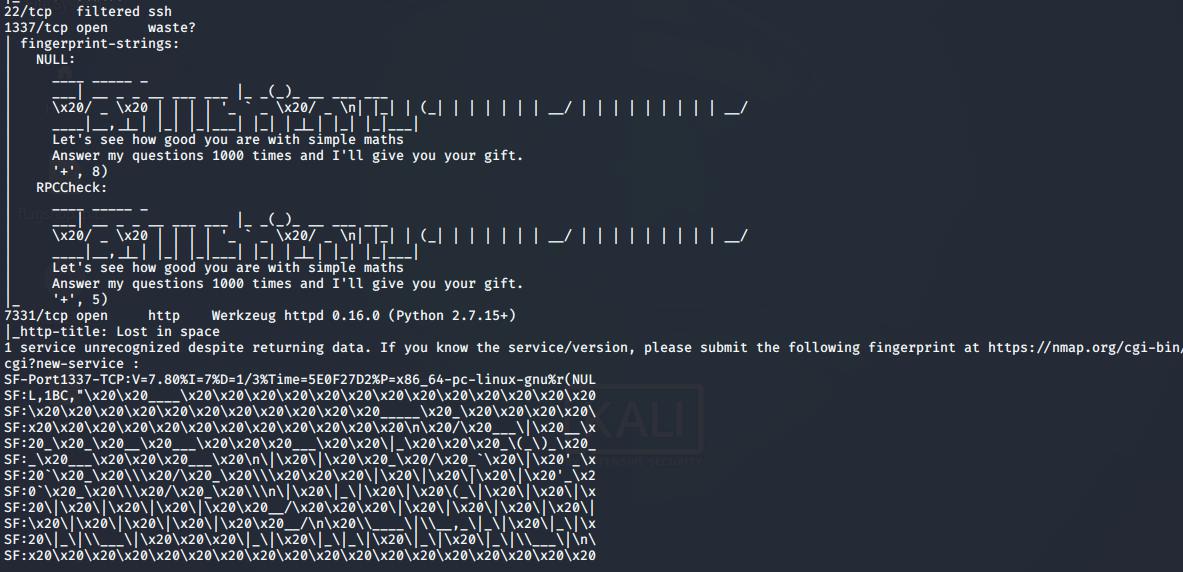 22/tcp   filtered ssh
1337/tcp open     waste?
| fingerprint-strings:
|   NULL:
|     ____ _____ _
|     ___| __ _ _ __ ___ ___ |_ _(_)_ __ ___ ___
|     \x20/ _ \x20 | | | | '_ ` _ \x20/ _ \n| |_| | (_| | | | | | | __/ | | | | | | | | | __/
|     ____|__,_|_| |_| |_|___| |_| |_|_| |_| |_|___|
|     Let's see how good you are with simple maths
|     Answer my questions 1000 times and I'll give you your gift.
|     '+', 8)
|   RPCCheck:
|     ____ _____ _
|     ___| __ _ _ __ ___ ___ |_ _(_)_ __ ___ ___
|     \x20/ _ \x20 | | | | '_ ` _ \x20/ _ \n| |_| | (_| | | | | | | __/ | | | | | | | | | __/
|     ____|__,_|_| |_| |_|___| |_| |_|_| |_| |_|___|
|     Let's see how good you are with simple maths
|     Answer my questions 1000 times and I'll give you your gift.
|_    '+', 5)
7331/tcp open     http    Werkzeug httpd 0.16.0 (Python 2.7.15+)
|_http-title: Lost in space
1 service unrecognized despite returning data. If you know the service/version, please submit the following fingerprint at https://nmap.org/cgi-bin/
cgi?new-service :
SF-Port1337-TCP:V=7.80%I=7%D=1/3%Time=5E0F27D2%P=x86_64-pc-linux-gnu%r(NUL
SF:L,1BC,"\x20\x20____\x20\x20\x20\x20\x20\x20\x20\x20\x20\x20\x20\x20\x20
SF:\x20\x20\x20\x20\x20\x20\x20\x20\x20\x20\x20_____\x20_\x20\x20\x20\x20\
SF:x20\x20\x20\x20\x20\x20\x20\x20\x20\x20\x20\x20\n\x20/\x20___\|\x20__\x
SF:20_\x20_\x20__\x20___\x20\x20\x20___\x20\x20\|_\x20\x20\x20_\(_\)_\x20_
SF:_\x20___\x20\x20\x20___\x20\n\|\x20\|\x20\x20_\x20/\x20_`\x20\|\x20'_\x
SF:20`\x20_\x20\\\x20/\x20_\x20\\\x20\x20\x20\|\x20\|\x20\|\x20\|\x20'_\x2
SF:0`\x20_\x20\\\x20/\x20_\x20\\\n\|\x20\|_\|\x20\|\x20\(_\|\x20\|\x20\|\x
SF:20\|\x20\|\x20\|\x20\|\x20\x20__/\x20\x20\x20\|\x20\|\x20\|\x20\|\x20\|
SF:\x20\|\x20\|\x20\|\x20\|\x20\x20__/\n\x20\\____\|\\__,_\|_\|\x20\|_\|\x
SF:20\|_\|\\___\|\x20\x20\x20\|_\|\x20\|_\|_\|\x20\|_\|\x20\|_\|\\___\|\n\
SF:x20\x20\x20\x20\x20\x20\x20\x20\x20\x20\x20\x20\x20\x20\x20\x20\x20\x20
KALI